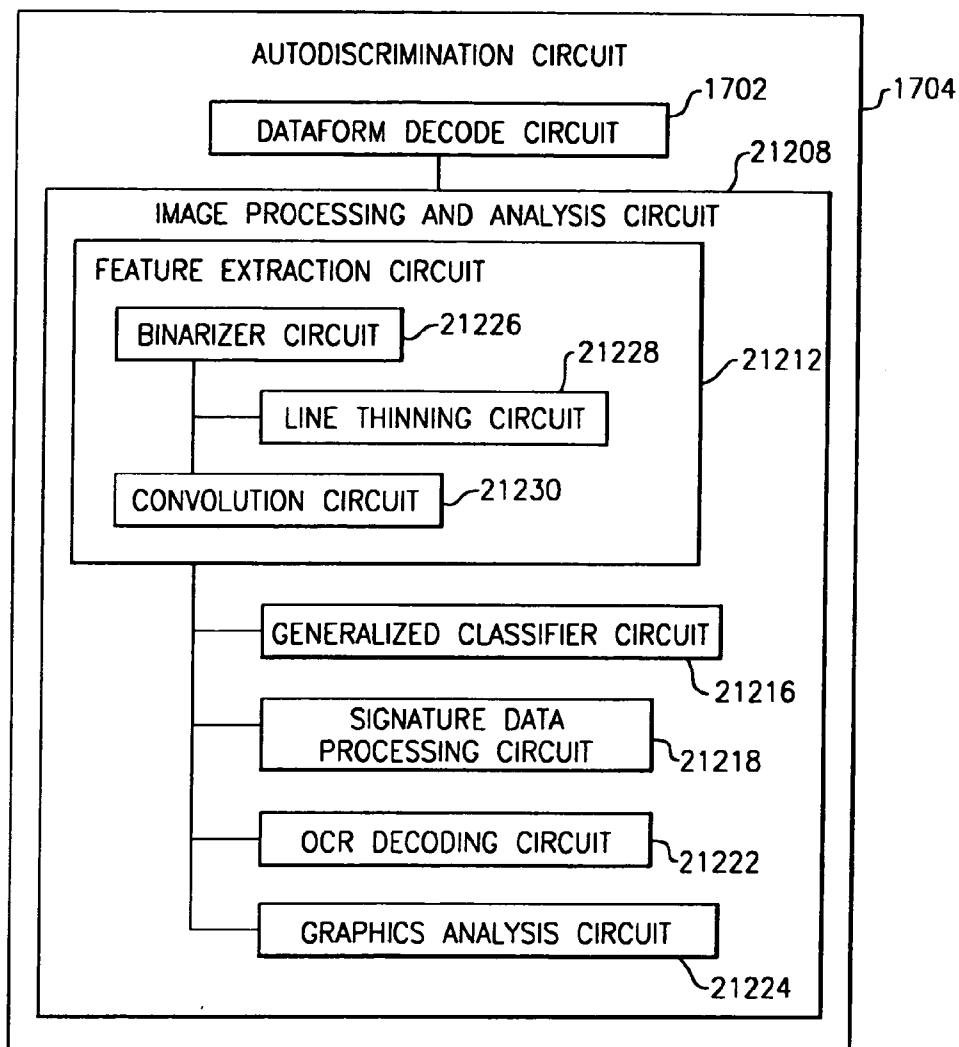 AUTODISCRIMINATION CIRCUIT
1702
1704
DATAFORM DECODE CIRCUIT
21208
IMAGE PROCESSING AND ANALYSIS CIRCUIT
FEATURE EXTRACTION CIRCUIT
BINARIZER CIRCUIT
21226
21228
21212
LINE THINNING CIRCUIT
CONVOLUTION CIRCUIT
21230
GENERALIZED CLASSIFIER CIRCUIT
21216
SIGNATURE DATA
PROCESSING CIRCUIT
21218
OCR DECODING CIRCUIT
21222
GRAPHICS ANALYSIS CIRCUIT
21224